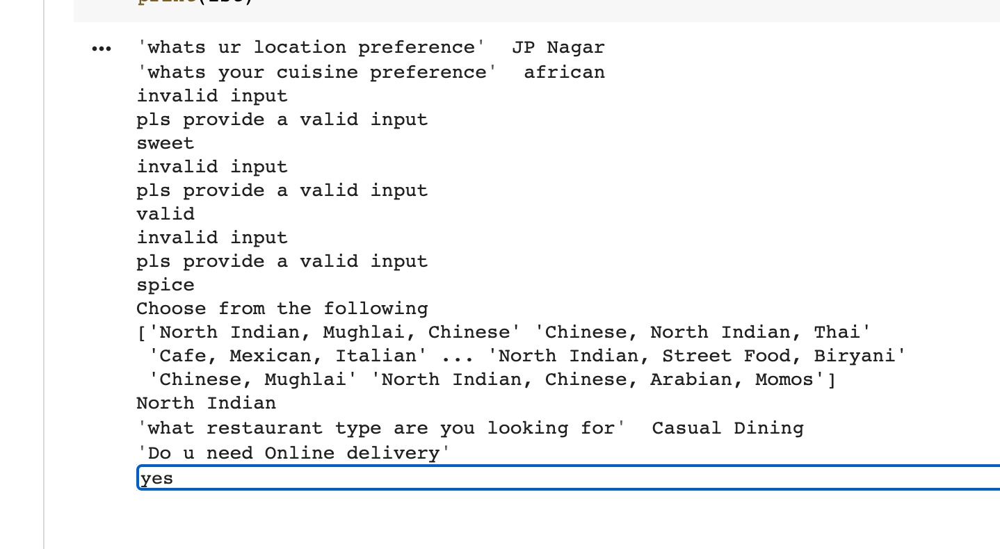 'whats ur location preference' JP Nagar
'whats your cuisine preference' african
invalid input
pls provide a valid input
sweet
invalid input
pls provide a valid input
valid
invalid input
pls provide a valid input
spice
Choose from the following
['North Indian, Mughlai, Chinese' 'Chinese, North Indian, Thai'
'Cafe, Mexican, Italian' ... 'North Indian, Street Food, Biryani'
'Chinese, Mughlai' 'North Indian, Chinese, Arabian, Momos']
North Indian
'what restaurant type are you looking for' Casual Dining
'Do u need Online delivery'
yes